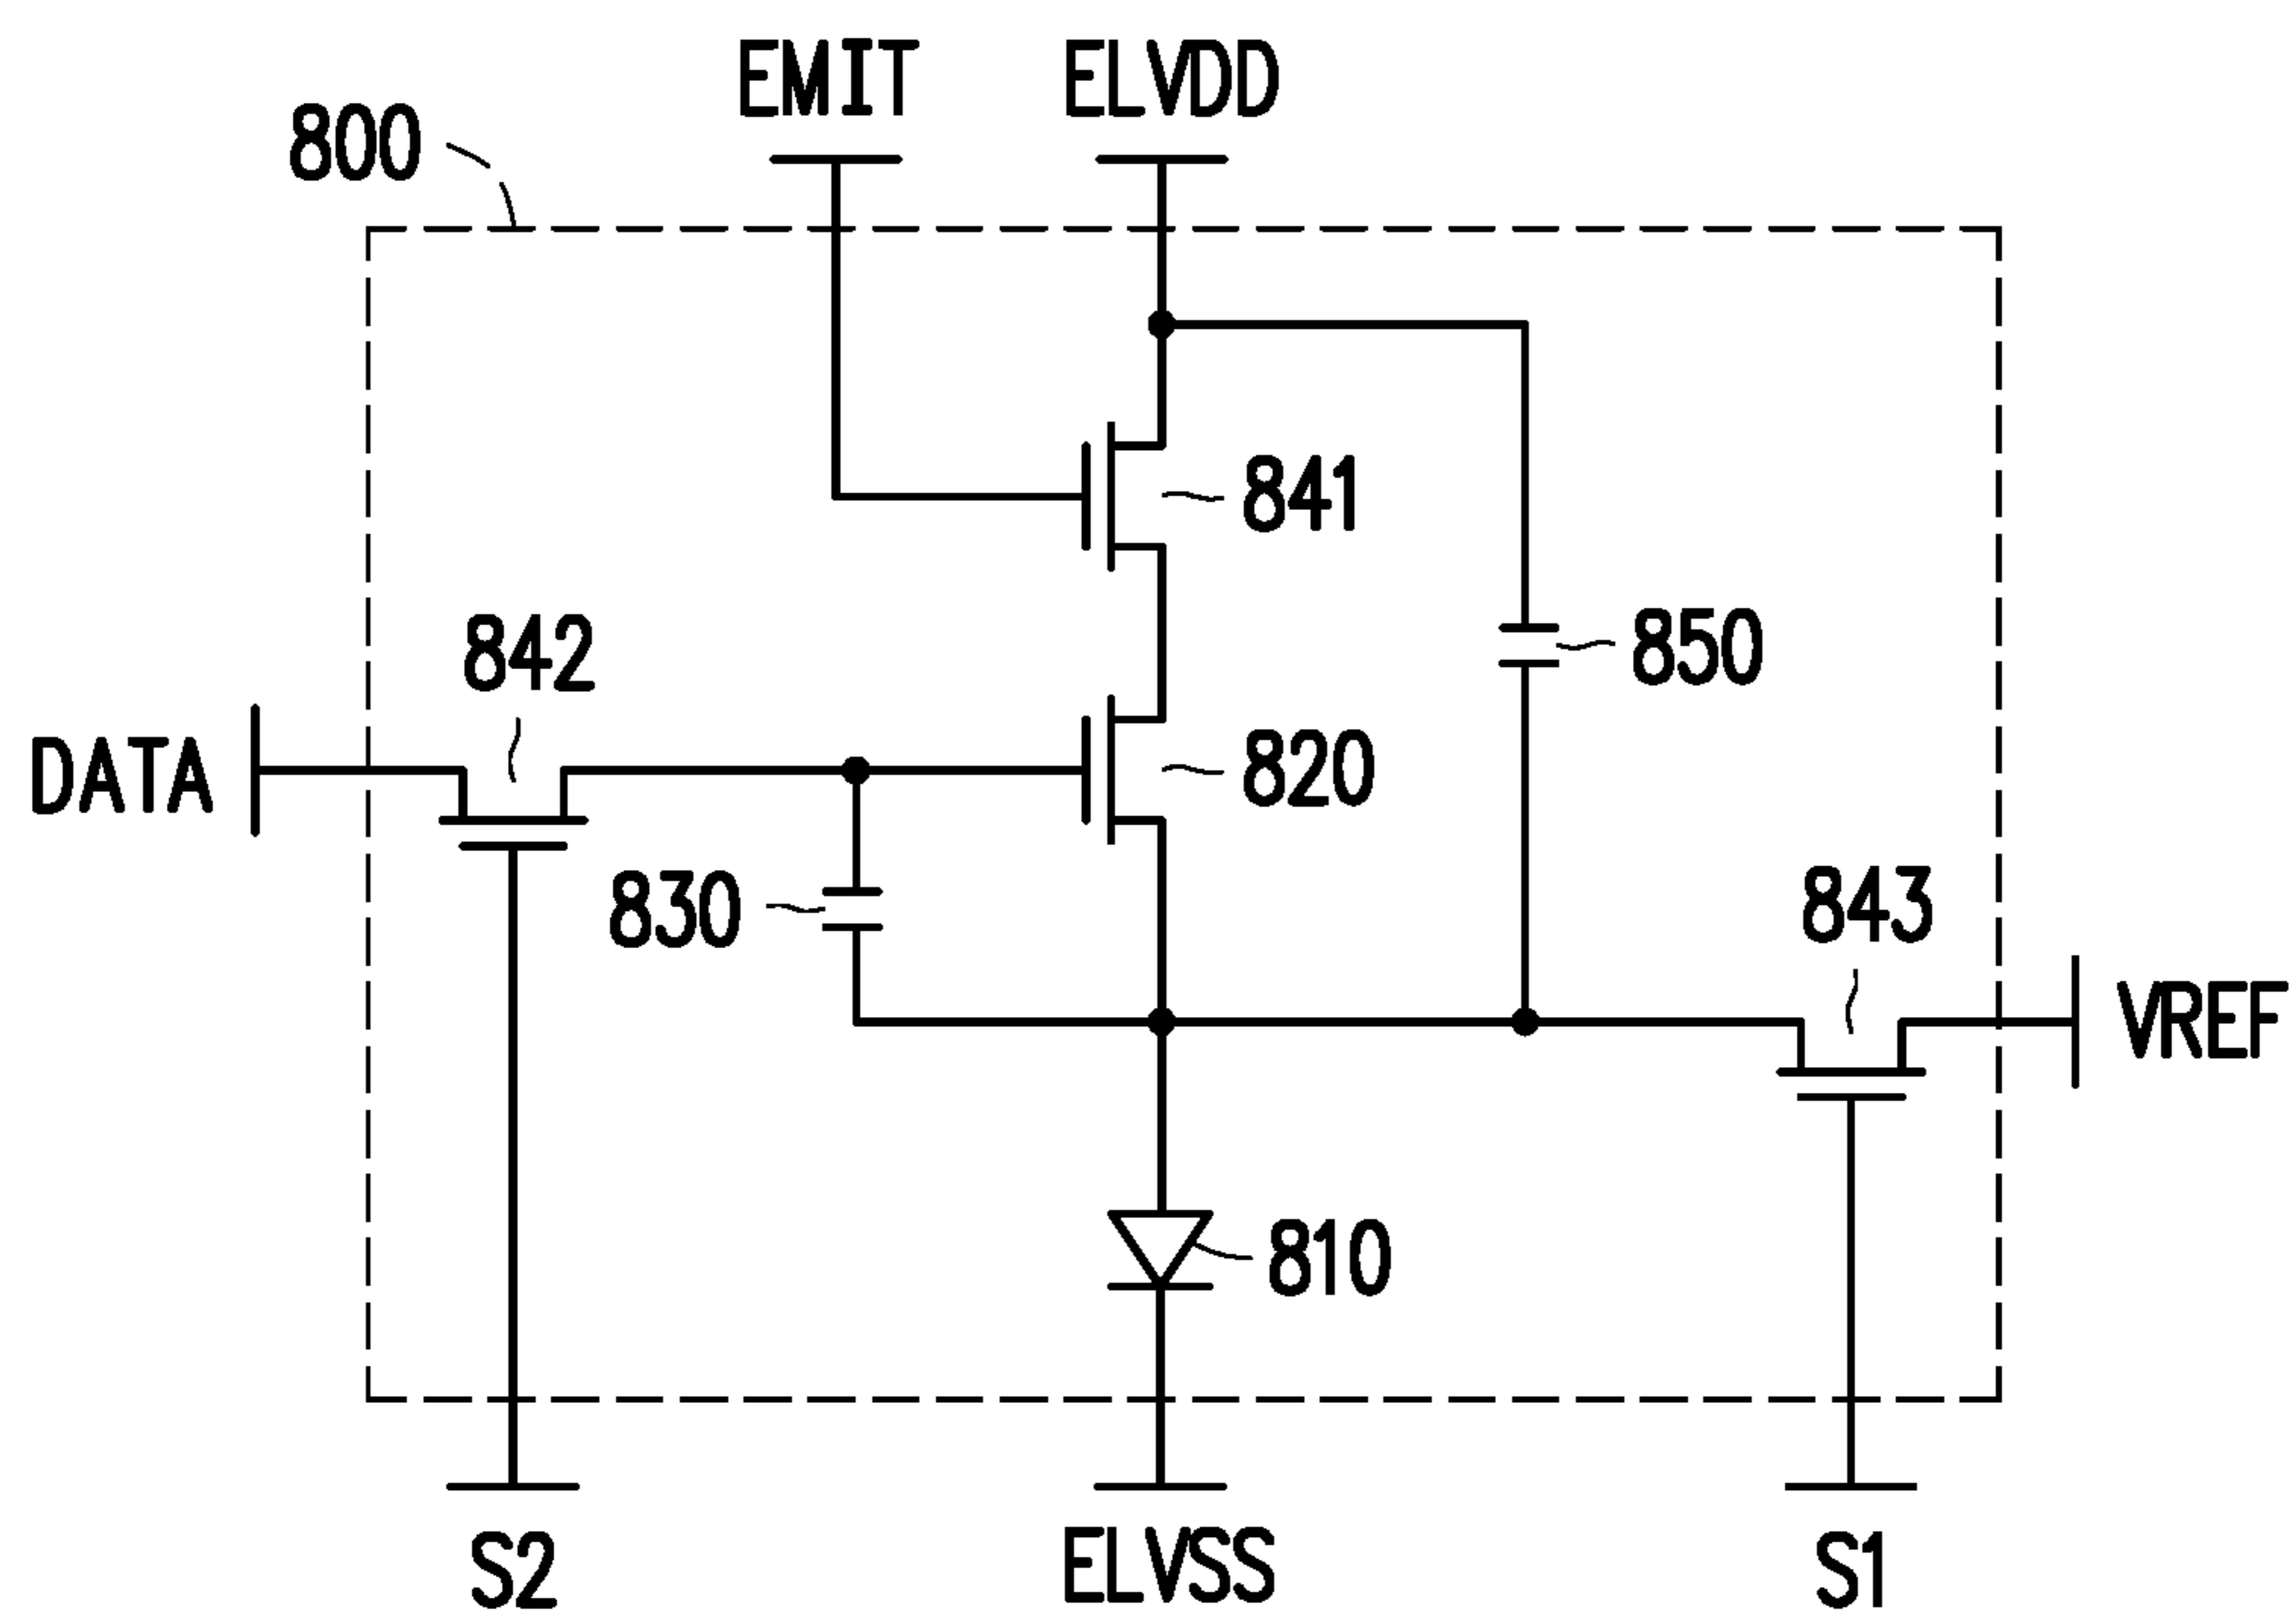 EMIT ELVDD
800
841
842
850
DATA
820
830
843
VREF
810
S2
ELVSS
S1